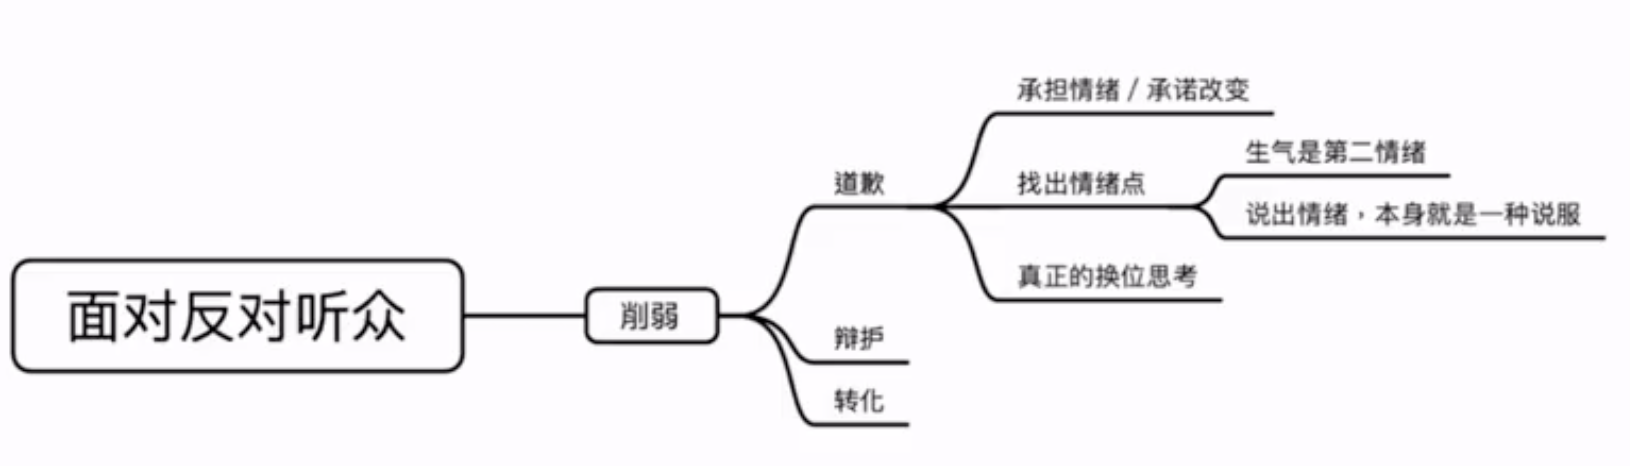 面对反对听众
削弱
道歉
承担情绪 / 承诺改变
找出情绪点
生气是第二情绪
说出情绪，本身就是一种说服
真正的换位思考
辩护
转化